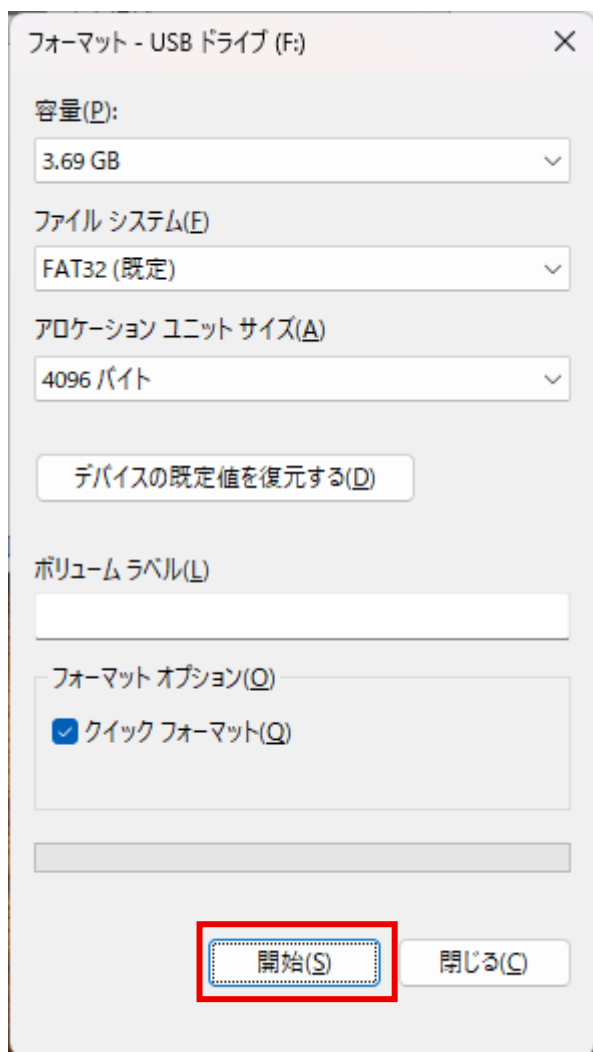 フォーマット - USB ドライブ (F:)
容量(P):
3.69 GB
ファイル システム(F)
FAT32 (既定)
アロケーション ユニット サイズ(A)
4096 バイト
デバイスの既定値を復元する(D)
ボリューム ラベル(L)
フォーマット オプション(O)
クイック フォーマット(Q)
開始(S)
閉じる(C)